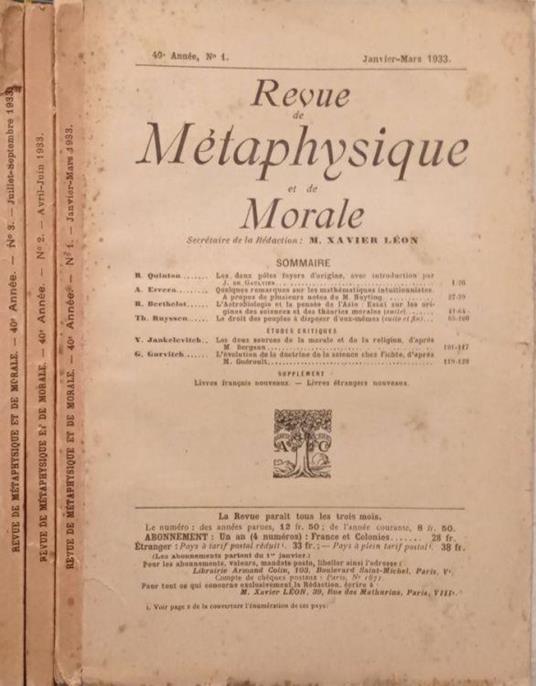 REVUE DE MÉTAPHYSIQUE ET DE MORALE. — 40e Année. — No 3. — Juillet-Septembre 1933.
REVUE DE MÉTAPHYSIQUE ET DE MORALE. — 40e Année. — No 2. — Avril-Juin 1933.
REVUE DE MÉTAPHYSIQUE ET DE MORALE. — 40e Année. — No 1. — Janvier-Mars 1933.
40e Année, No 1.
Janvier-Mars 1933.
Revue
de
Métaphysique
et de
Morale
Secrétaire de la Rédaction : M. XAVIER LÉON
SOMMAIRE
R. Quinton....... Les deux pôles foyers d'origine, avec introduction par
J. DE GAULTIER 1-26
A. Errera........ Quelques remarques sur les mathématiques intuitionnistes.
A propos de plusieurs notes de M. Heyting. 27-39
R. Berthelot..... L'Astrobiologie et la pensée de l'Asie : Essai sur les ori-
gines des sciences et des théories morales (suite) 41-64
Th. Ruyssen.... Le droit des peuples à disposer d'eux-mêmes (suite et fin).. 65-100
ÉTUDES CRITIQUES
V. Jankelevitch.. Les deux sources de la morale et de la religion, d'après
M. Bergson 101-117
G. Gurvitch...... L'évolution de la doctrine de la science chez Fichte, d'après
M. Guéroult. 119-128
SUPPLÉMENT
Livres français nouveaux. — Livres étrangers nouveaux.
A C
La Revue paraît tous les trois mois.
Le numéro : des années parues, 12 fr. 50 ; de l'année courante, 8 fr. 50.
ABONNEMENT : Un an (4 numéros) : France et Colonies....... 28 fr.
Étranger : Pays à tarif postal réduit 1. 33 fr. ; — Pays à plein tarif postal 1. 38 fr.
(Les abonnements partent du 1er janvier.)
Pour les abonnements, valeurs, mandats poste, libeller ainsi l'adresse :
Librairie Armand Colin, 103, Boulevard Saint-Michel, Paris, Ve.
Compte de chèques postaux : Paris, No 1671.
Pour tout ce qui concerne exclusivement la Rédaction, écrire à
M. Xavier LÉON, 39, Rue des Mathurins, Paris, VIIIe.
1. Voir page 2 de la couverture l'énumération de ces pays.